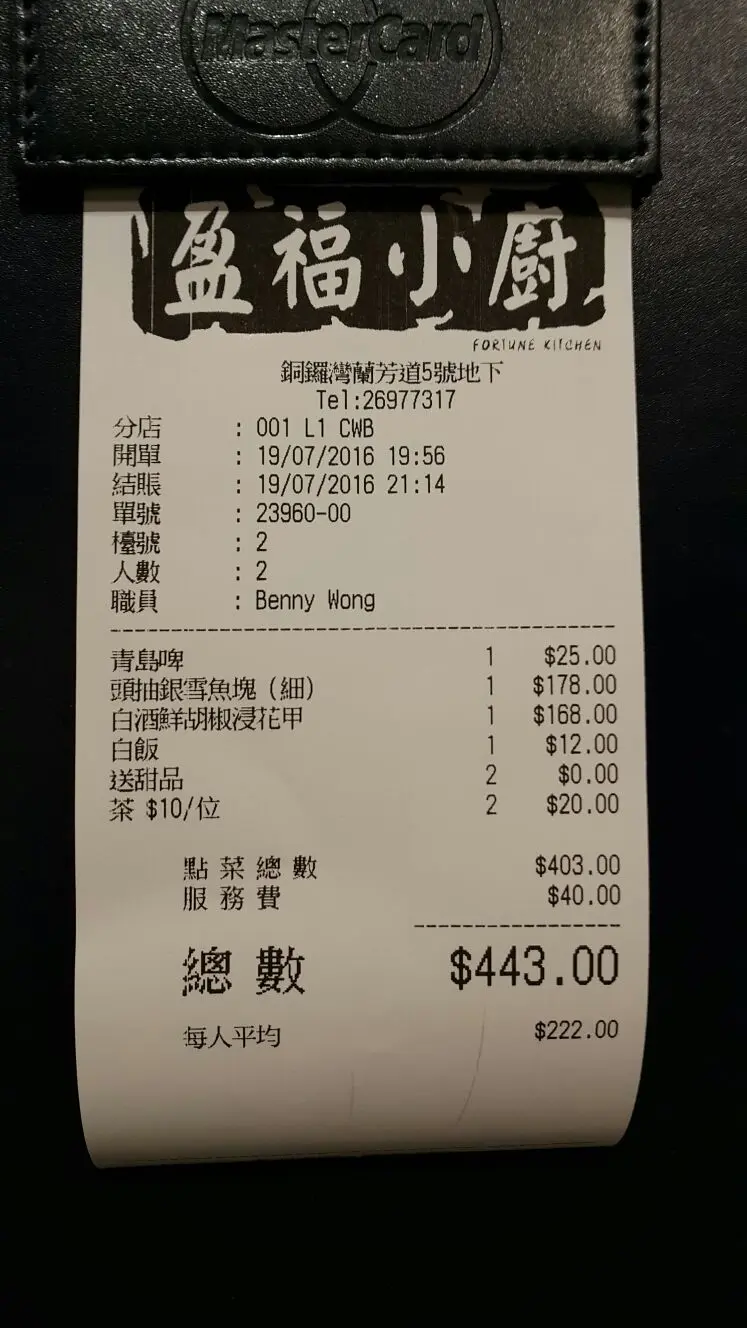 MasterCard
盈福小廚
FORTUNE KITCHEN
銅鑼灣蘭芳道5號地下
Tel:26977317
分店 : 001 L1 CWB
開單 : 19/07/2016 19:56
結賬 : 19/07/2016 21:14
單號 : 23960-00
檯號 : 2
人數 : 2
職員 : Benny Wong
青島啤 1 $25.00
頭抽銀雪魚塊（細） 1 $178.00
白酒鮮胡椒浸花甲 1 $168.00
白飯 1 $12.00
送甜品 2 $0.00
茶 $10/位 2 $20.00
點菜總數 $403.00
服務費 $40.00
總數 $443.00
每人平均 $222.00